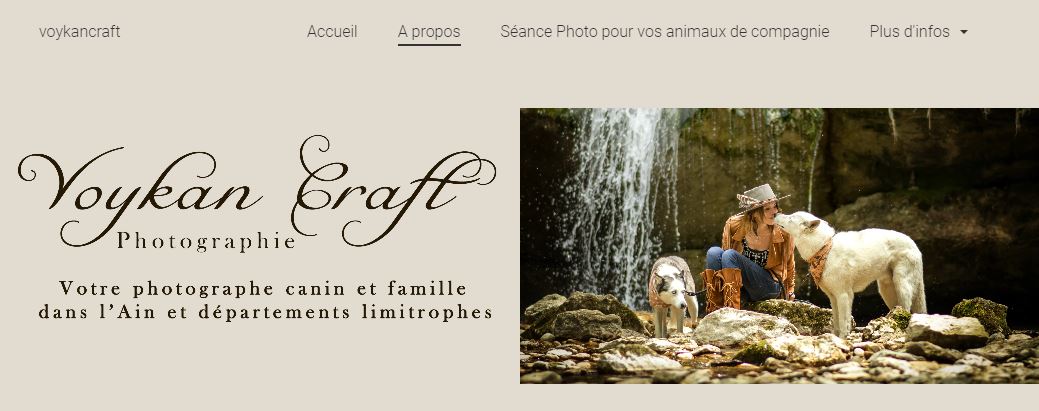 voykancraft
Accueil
A propos
Séance Photo pour vos animaux de compagnie
Plus d'infos
Voykan Craft
Photographie
Votre photographe canin et famille
dans l'Ain et départements limitrophes